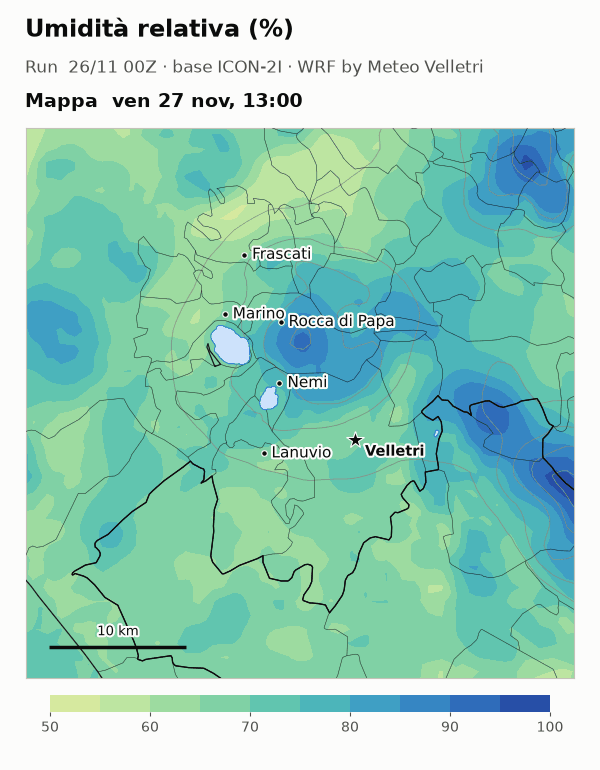 Umidità relativa (%)
Run  26/11 00Z · base ICON-2I · WRF by Meteo Velletri
Mappa  ven 27 nov, 13:00
Frascati
Marino
Rocca di Papa
Nemi
Velletri
Lanuvio
10 km
50 60 70 80 90 100